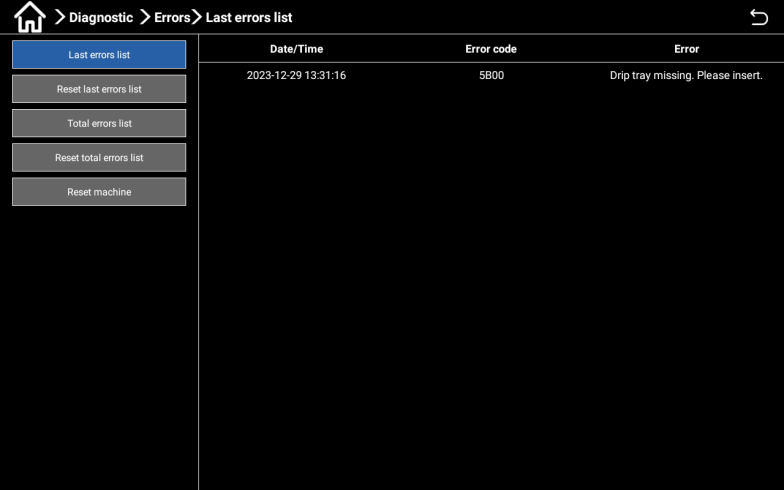 Diagnostic Errors Last errors list
Last errors list
Reset last errors list
Total errors list
Reset total errors list
Reset machine
Date/Time Error code Error
2023-12-29 13:31:16 5B00 Drip tray missing. Please insert.